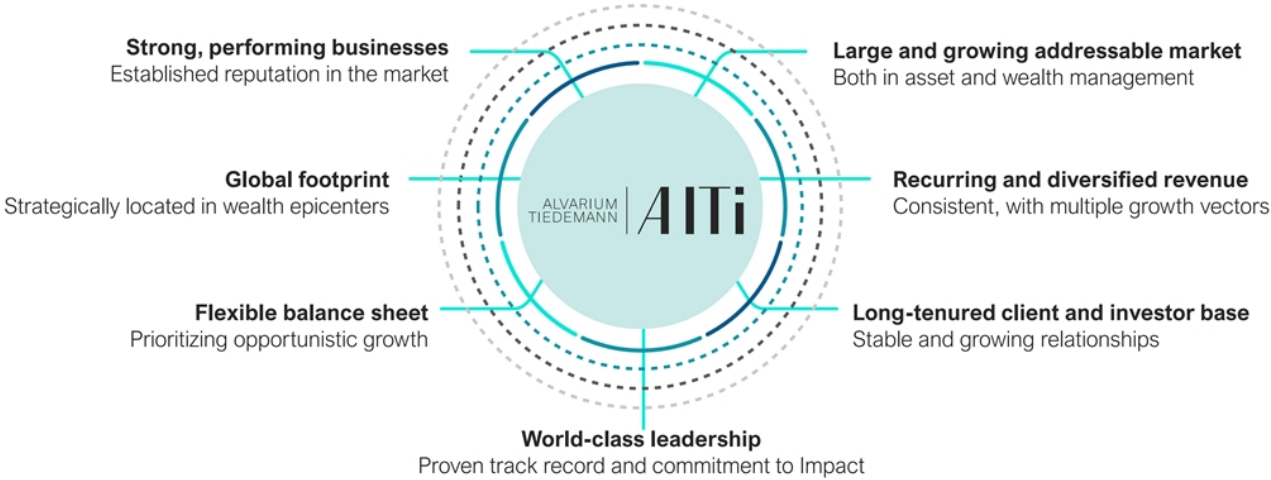 Strong, performing businesses
Established reputation in the market
Large and growing addressable market
Both in asset and wealth management
Global footprint
Strategically located in wealth epicenters
ALVARIUM
TIEDEMANN
AlTi
Recurring and diversified revenue
Consistent, with multiple growth vectors
Flexible balance sheet
Prioritizing opportunistic growth
Long-tenured client and investor base
Stable and growing relationships
World-class leadership
Proven track record and commitment to Impact